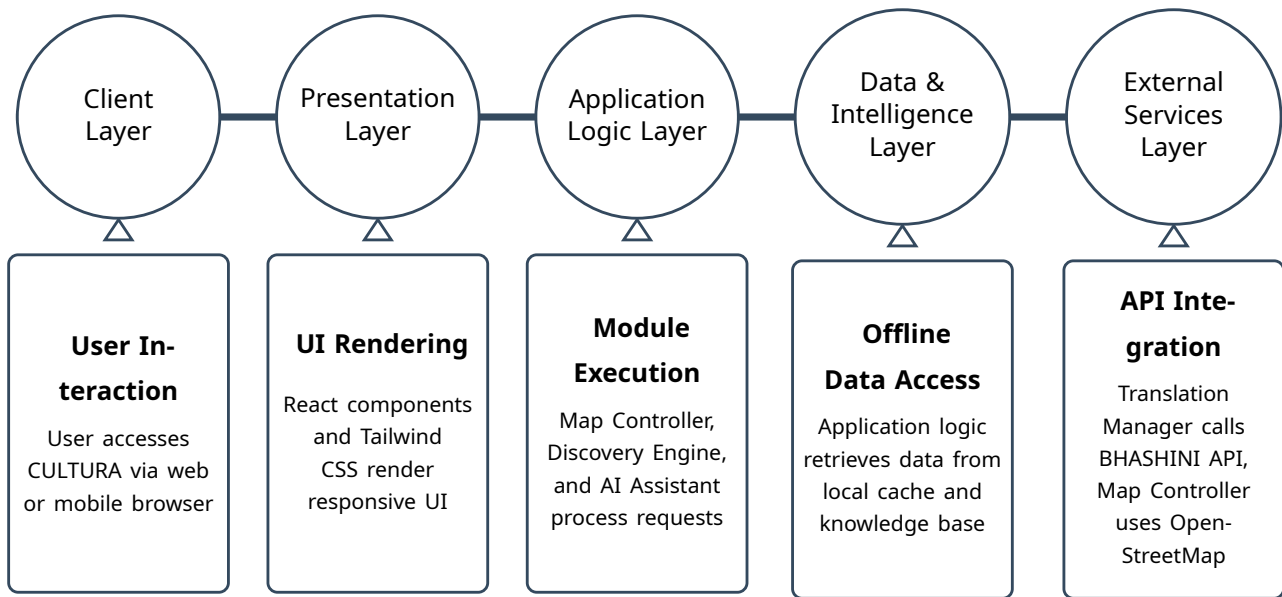 Client
Layer
Presentation
Layer
Application
Logic Layer
Data &
Intelligence
Layer
External
Services
Layer
User In-
teraction
User accesses
CULTURA via web
or mobile browser
UI Rendering
React components
and Tailwind
CSS render
responsive UI
Module
Execution
Map Controller,
Discovery Engine,
and AI Assistant
process requests
Offline
Data Access
Application logic
retrieves data from
local cache and
knowledge base
API Inte-
gration
Translation
Manager calls
BHASHINI API,
Map Controller
uses Open-
StreetMap